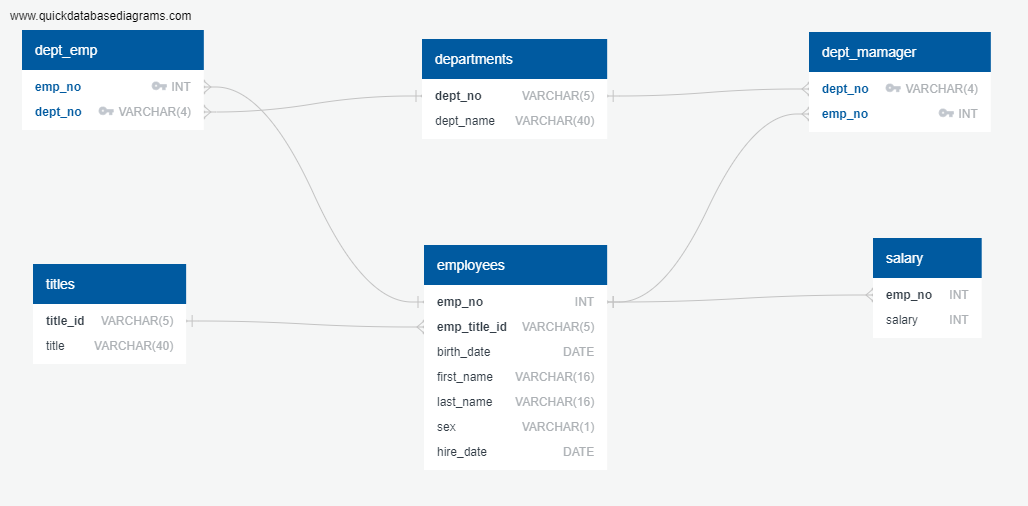 www.quickdatabasediagrams.com
dept_emp
emp_no INT
dept_no VARCHAR(4)
departments
dept_no VARCHAR(5)
dept_name VARCHAR(40)
dept_mamager
dept_no VARCHAR(4)
emp_no INT
titles
title_id VARCHAR(5)
title VARCHAR(40)
employees
emp_no INT
emp_title_id VARCHAR(5)
birth_date DATE
first_name VARCHAR(16)
last_name VARCHAR(16)
sex VARCHAR(1)
hire_date DATE
salary
emp_no INT
salary INT